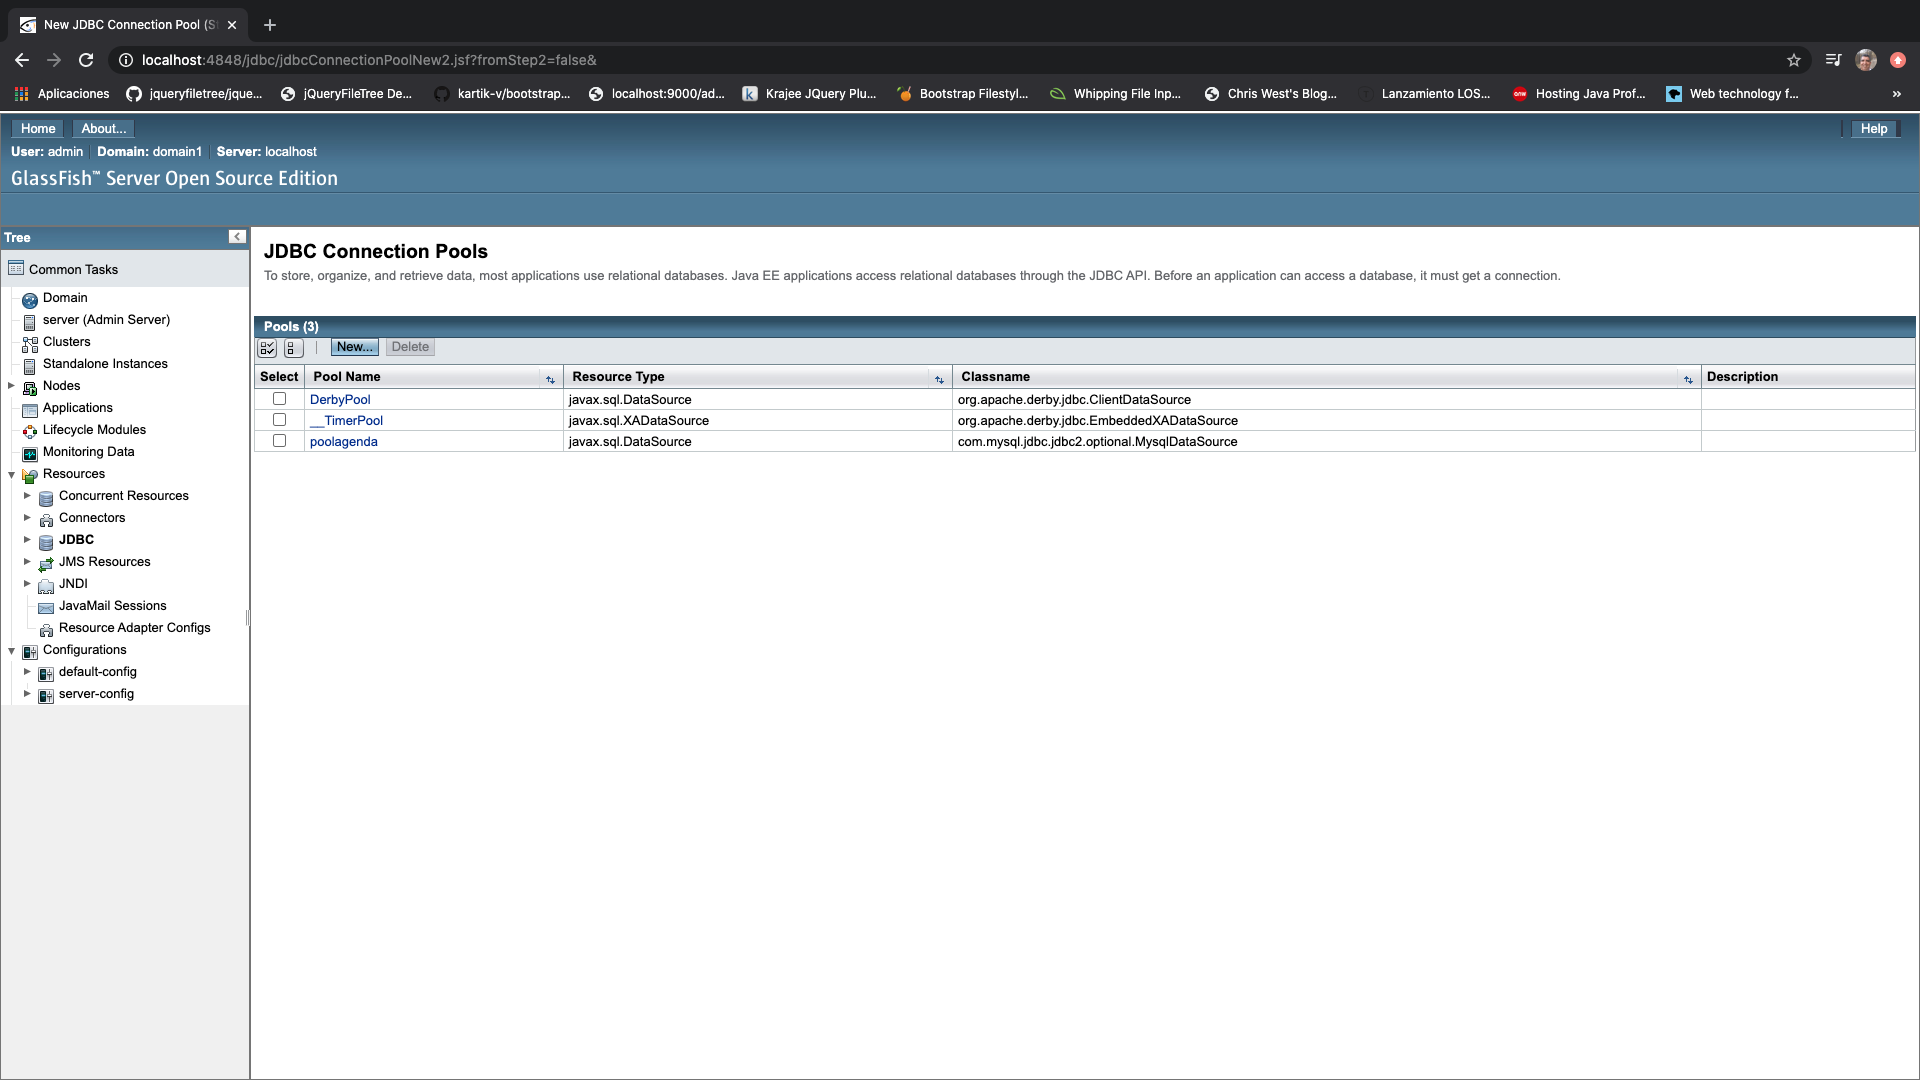 New JDBC Connection Pool (S
localhost:4848/jdbc/jdbcConnectionPoolNew2.jsf?fromStep2=false&
Aplicaciones jqueryfiletree/jque... jQueryFileTree De... kartik-v/bootstrap... localhost:9000/ad... Krajee JQuery Plu... Bootstrap Filestyl... Whipping File Inp... Chris West's Blog... Lanzamiento LOS... Hosting Java Prof... Web technology f... »
Home About... Help
User: admin Domain: domain1 Server: localhost
GlassFish™ Server Open Source Edition
Tree
Common Tasks
Domain
server (Admin Server)
Clusters
Standalone Instances
Nodes
Applications
Lifecycle Modules
Monitoring Data
Resources
Concurrent Resources
Connectors
JDBC
JMS Resources
JNDI
JavaMail Sessions
Resource Adapter Configs
Configurations
default-config
server-config
JDBC Connection Pools
To store, organize, and retrieve data, most applications use relational databases. Java EE applications access relational databases through the JDBC API. Before an application can access a database, it must get a connection.
Pools (3)
New... Delete
Select Pool Name Resource Type Classname Description
DerbyPool javax.sql.DataSource org.apache.derby.jdbc.ClientDataSource
__TimerPool javax.sql.XADataSource org.apache.derby.jdbc.EmbeddedXADataSource
poolagenda javax.sql.DataSource com.mysql.jdbc.jdbc2.optional.MysqlDataSource